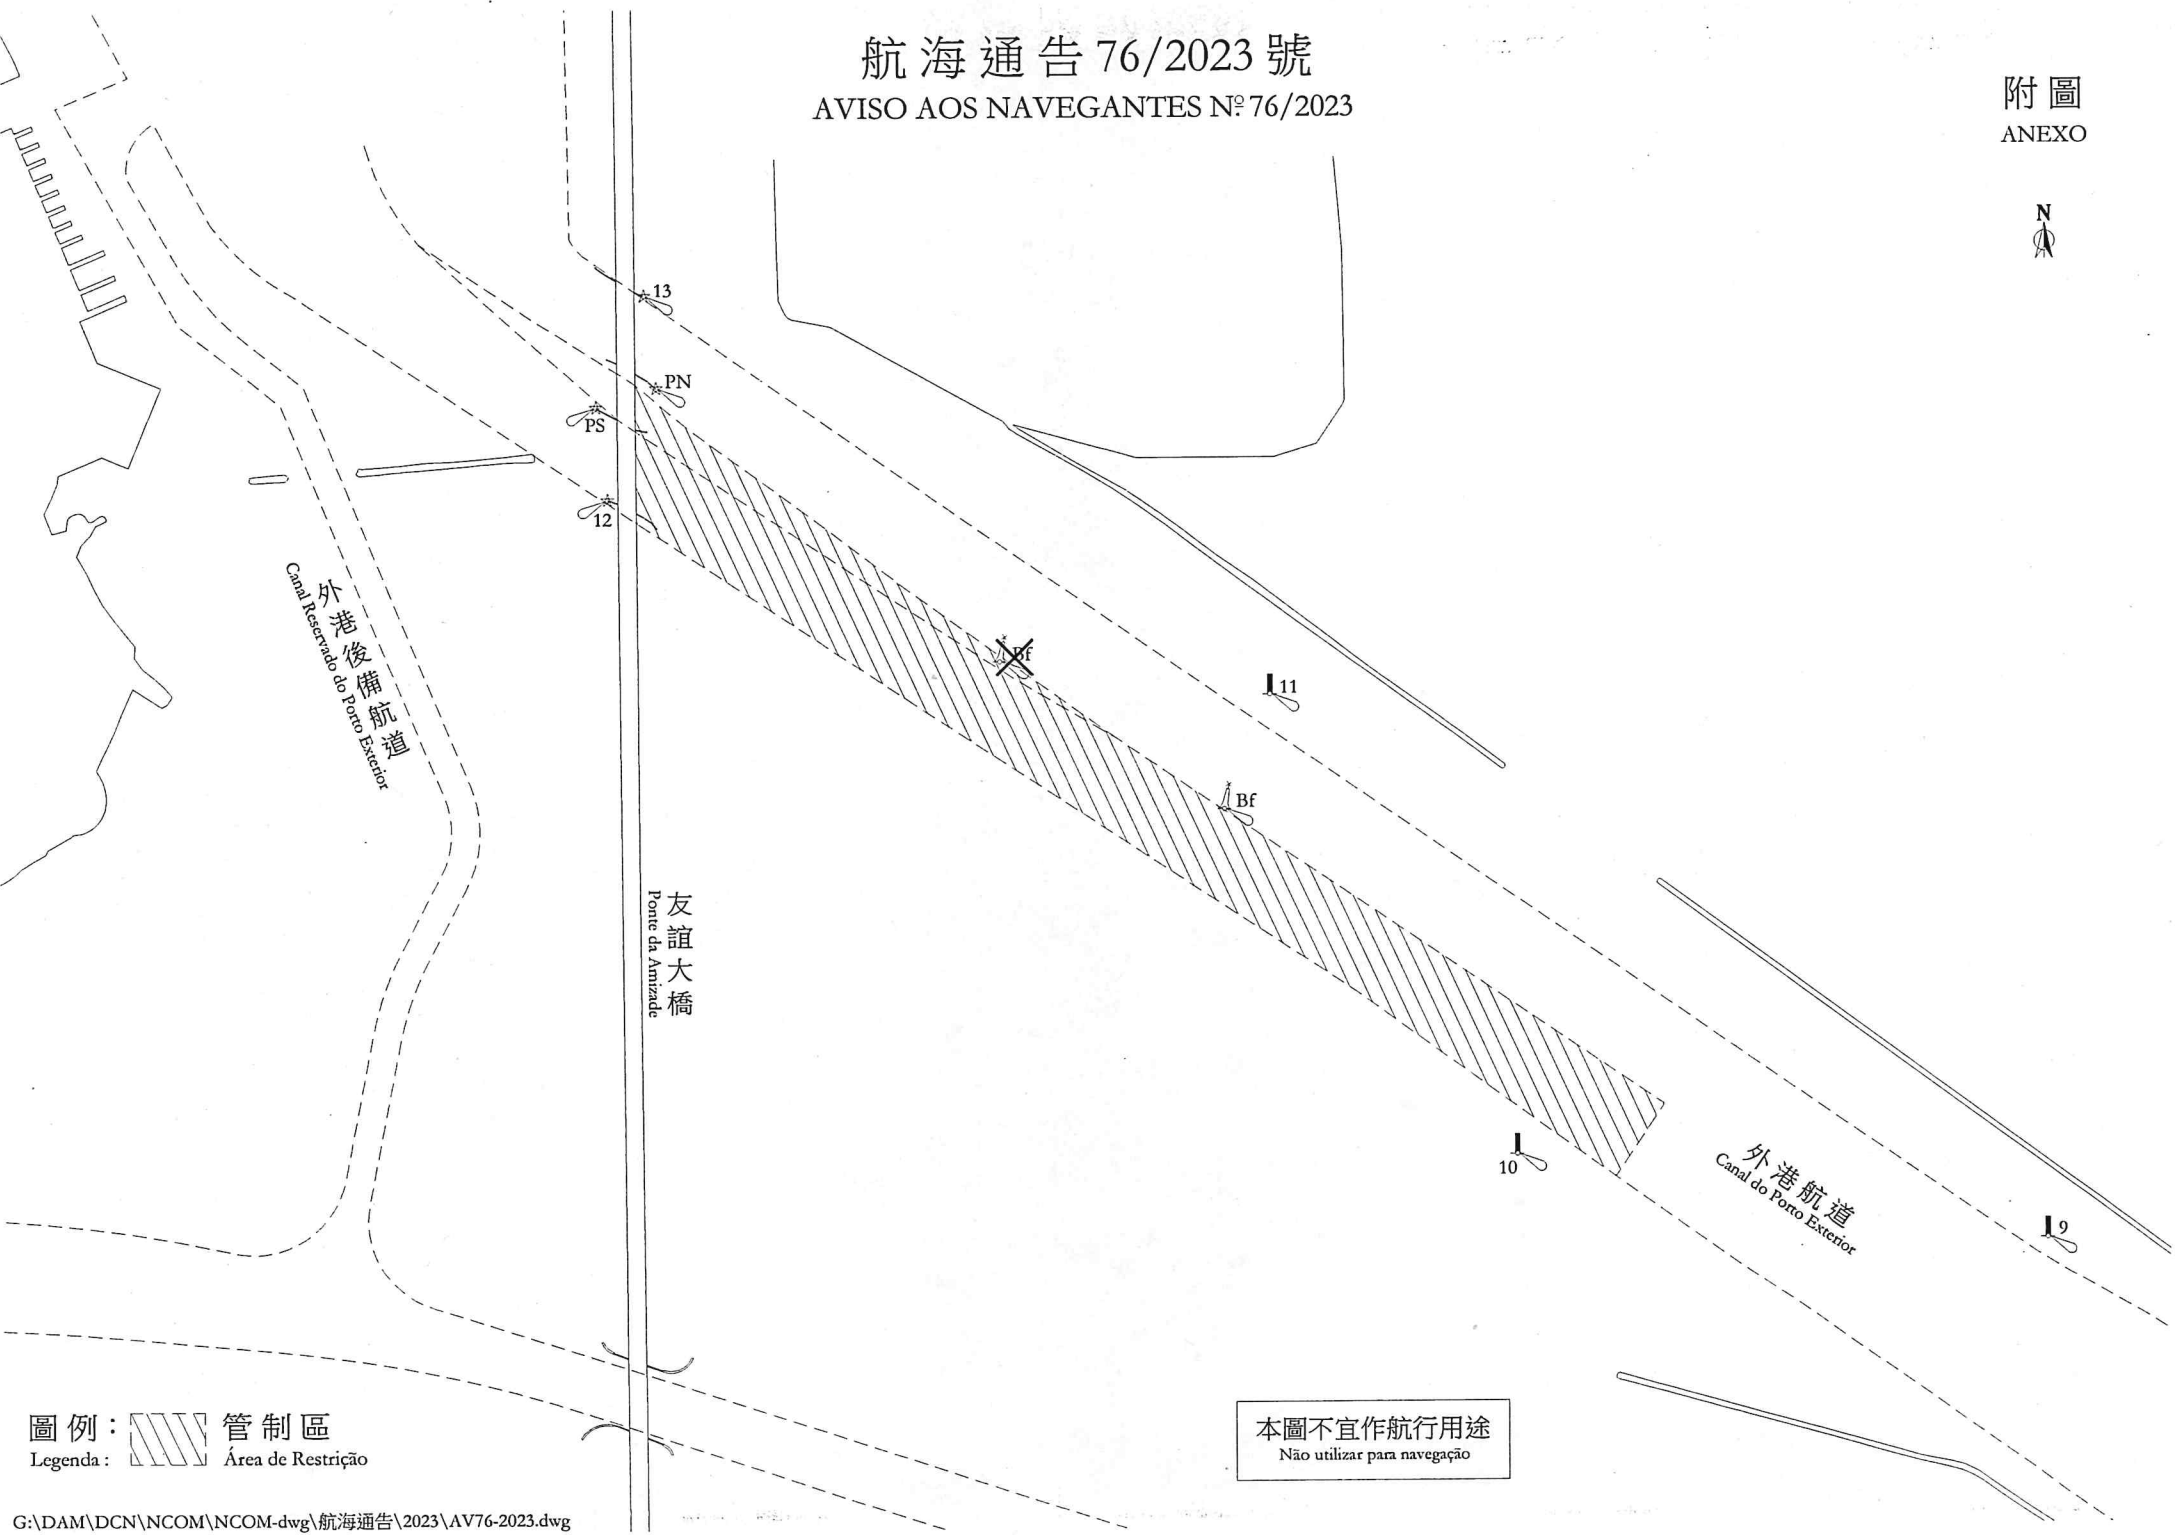 航海通告76/2023號
AVISO AOS NAVEGANTES Nº 76/2023
附圖
ANEXO
N
13
PN
PS
12
外港後備航道
Canal Reservado do Porto Exterior
Bf
11
Bf
友誼大橋
Ponte da Amizade
10
外港航道
Canal do Porto Exterior
9
圖例：
Legenda :
管制區
Área de Restrição
本圖不宜作航行用途
Não utilizar para navegação
G:\DAM\DCN\NCOM\NCOM-dwg\航海通告\2023\AV76-2023.dwg